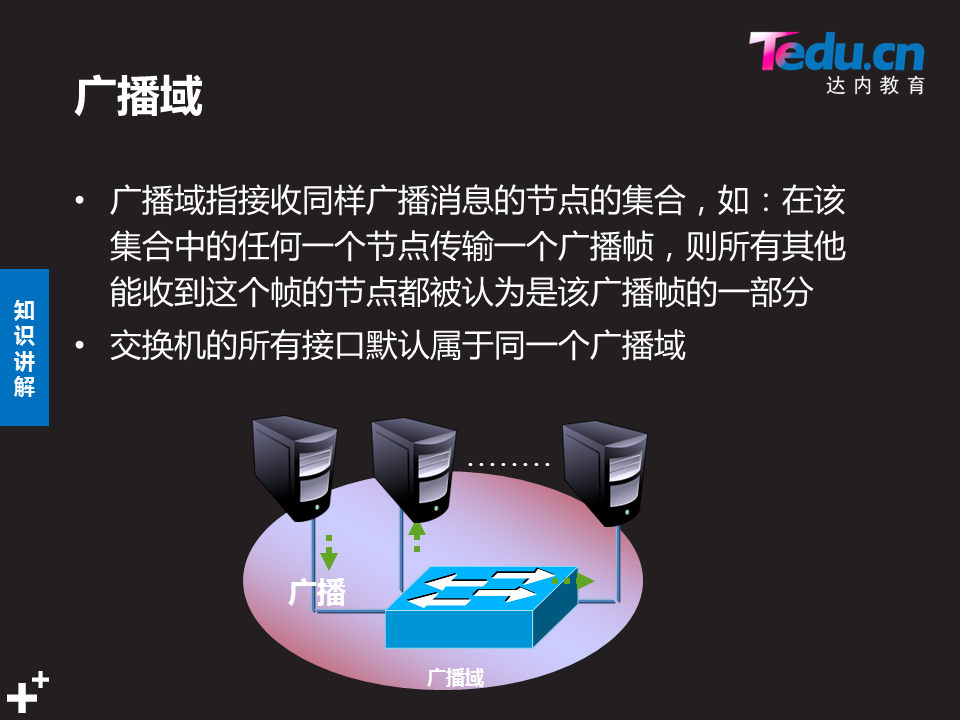 Tedu.cn
达内教育
广播域
• 广播域指接收同样广播消息的节点的集合，如：在该
集合中的任何一个节点传输一个广播帧，则所有其他
能收到这个帧的节点都被认为是该广播帧的一部分
• 交换机的所有接口默认属于同一个广播域
知
识
讲
解
........
广播
广播域